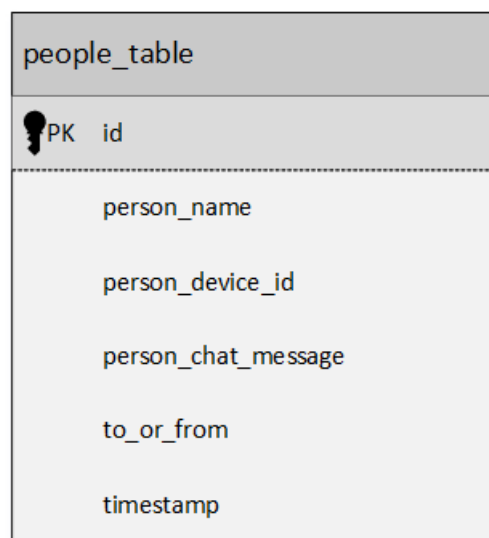 people_table
PK id
person_name
person_device_id
person_chat_message
to_or_from
timestamp